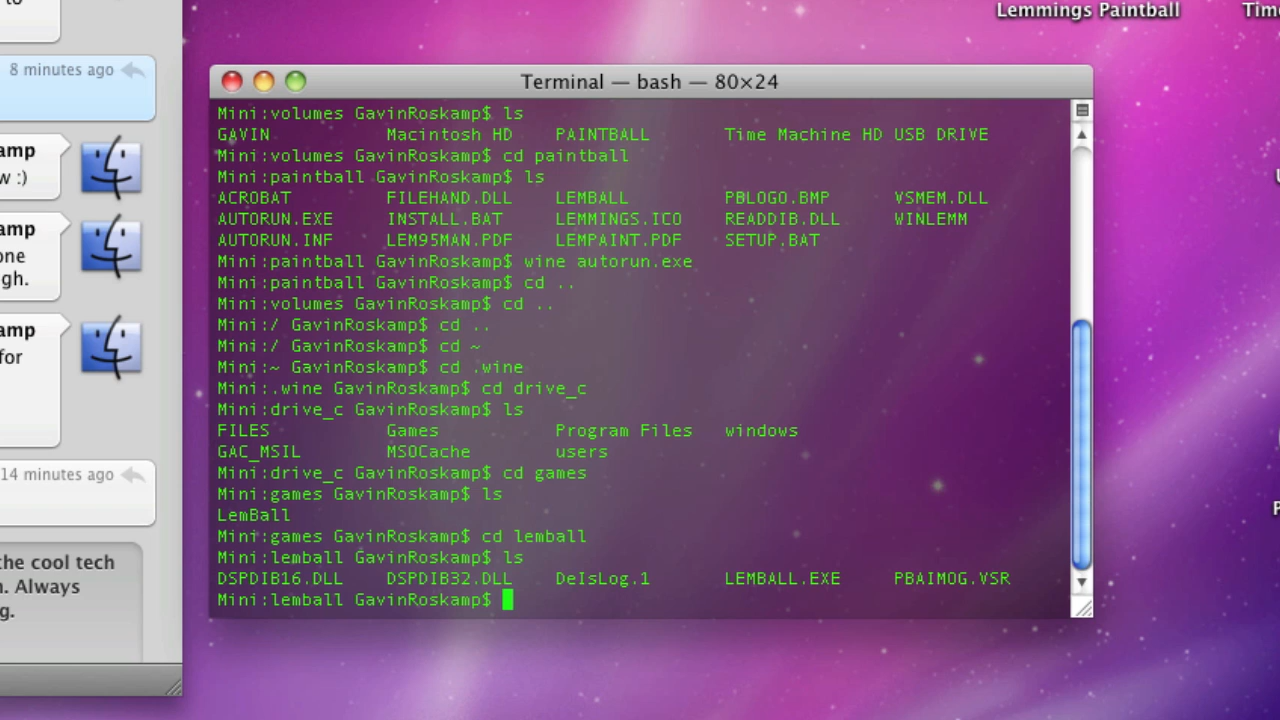 to
8 minutes ago
amp
w :)
amp
one
gh.
amp
for
14 minutes ago
the cool tech
n. Always
g.
Lemmings Paintball
Time
Terminal — bash — 80×24
Mini:volumes GavinRoskamp$ ls
GAVIN Macintosh HD PAINTBALL Time Machine HD USB DRIVE
Mini:volumes GavinRoskamp$ cd paintball
Mini:paintball GavinRoskamp$ ls
ACROBAT FILEHAND.DLL LEMBALL PBLOGO.BMP VSMEM.DLL
AUTORUN.EXE INSTALL.BAT LEMMINGS.ICO READDIB.DLL WINLEMM
AUTORUN.INF LEM95MAN.PDF LEMPAINT.PDF SETUP.BAT
Mini:paintball GavinRoskamp$ wine autorun.exe
Mini:paintball GavinRoskamp$ cd ..
Mini:volumes GavinRoskamp$ cd ..
Mini:/ GavinRoskamp$ cd ..
Mini:/ GavinRoskamp$ cd ~
Mini:~ GavinRoskamp$ cd .wine
Mini:.wine GavinRoskamp$ cd drive_c
Mini:drive_c GavinRoskamp$ ls
FILES Games Program Files windows
GAC_MSIL MSOCache users
Mini:drive_c GavinRoskamp$ cd games
Mini:games GavinRoskamp$ ls
LemBall
Mini:games GavinRoskamp$ cd lemball
Mini:lemball GavinRoskamp$ ls
DSPDIB16.DLL DSPDIB32.DLL DeIsLog.1 LEMBALL.EXE PBAIMOG.VSR
Mini:lemball GavinRoskamp$